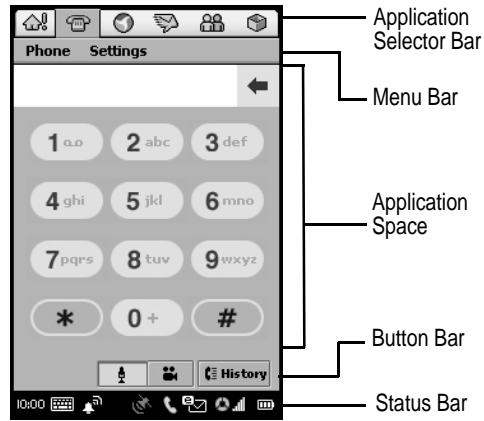 Application
Selector Bar
Phone Settings
Menu Bar
1 2 abc 3 def
4 ghi 5 jkl 6 mno
Application
Space
7 pqrs 8 tuv 9 wxyz
* 0 + #
Button Bar
History
10:00
Status Bar